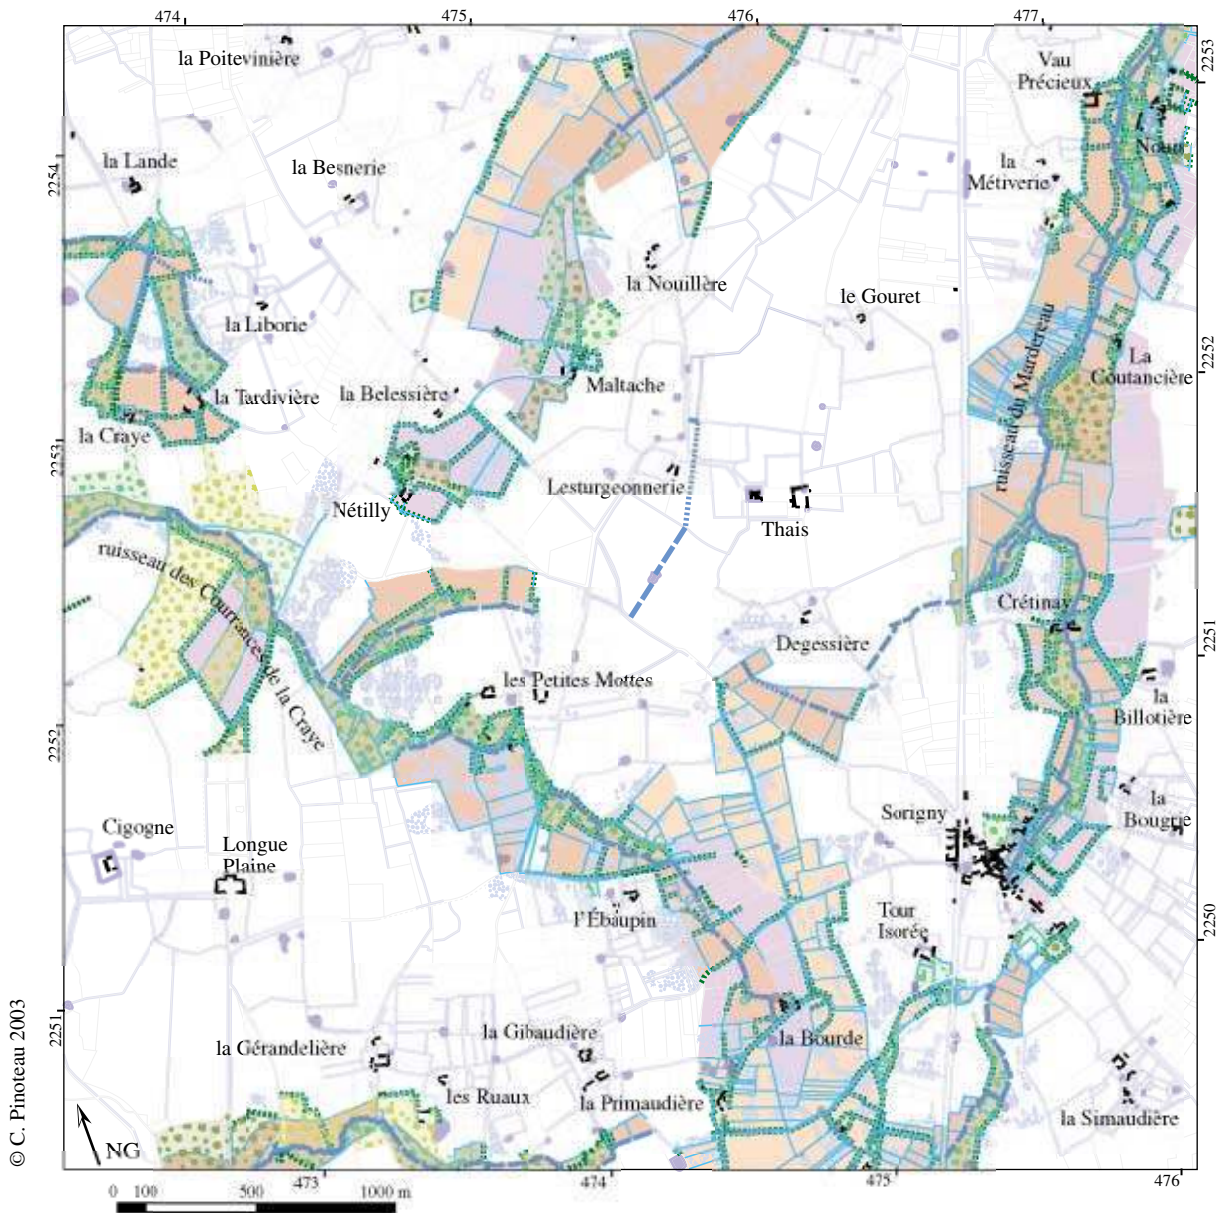 474
475
476
477
la Poitevinière
Vau
Précieux
2253
2254
la Lande
la Besnerie
la
Métiverie
la Nouillère
le Gouret
la Liborie
ruisseau du Mardereau
2252
La
Coutancière
la Tardivière
la Belessière
Maltache
la Craye
2253
Nétilly
Lesturgeonnerie
Thais
ruisseau des Courrances de la Craye
Crétinay
2251
Degessière
les Petites Mottes
la
Billotière
2252
Cigogne
Longue
Plaine
Sorigny
la
Bougrie
l'Ébaupin
Tour
Isorée
2250
2251
la Gérandelière
la Gibaudière
la Bourde
les Ruaux
la Primaudière
la Simaudière
© C. Pinoteau 2003
NG
473
474
475
476
0 100 500 1000 m